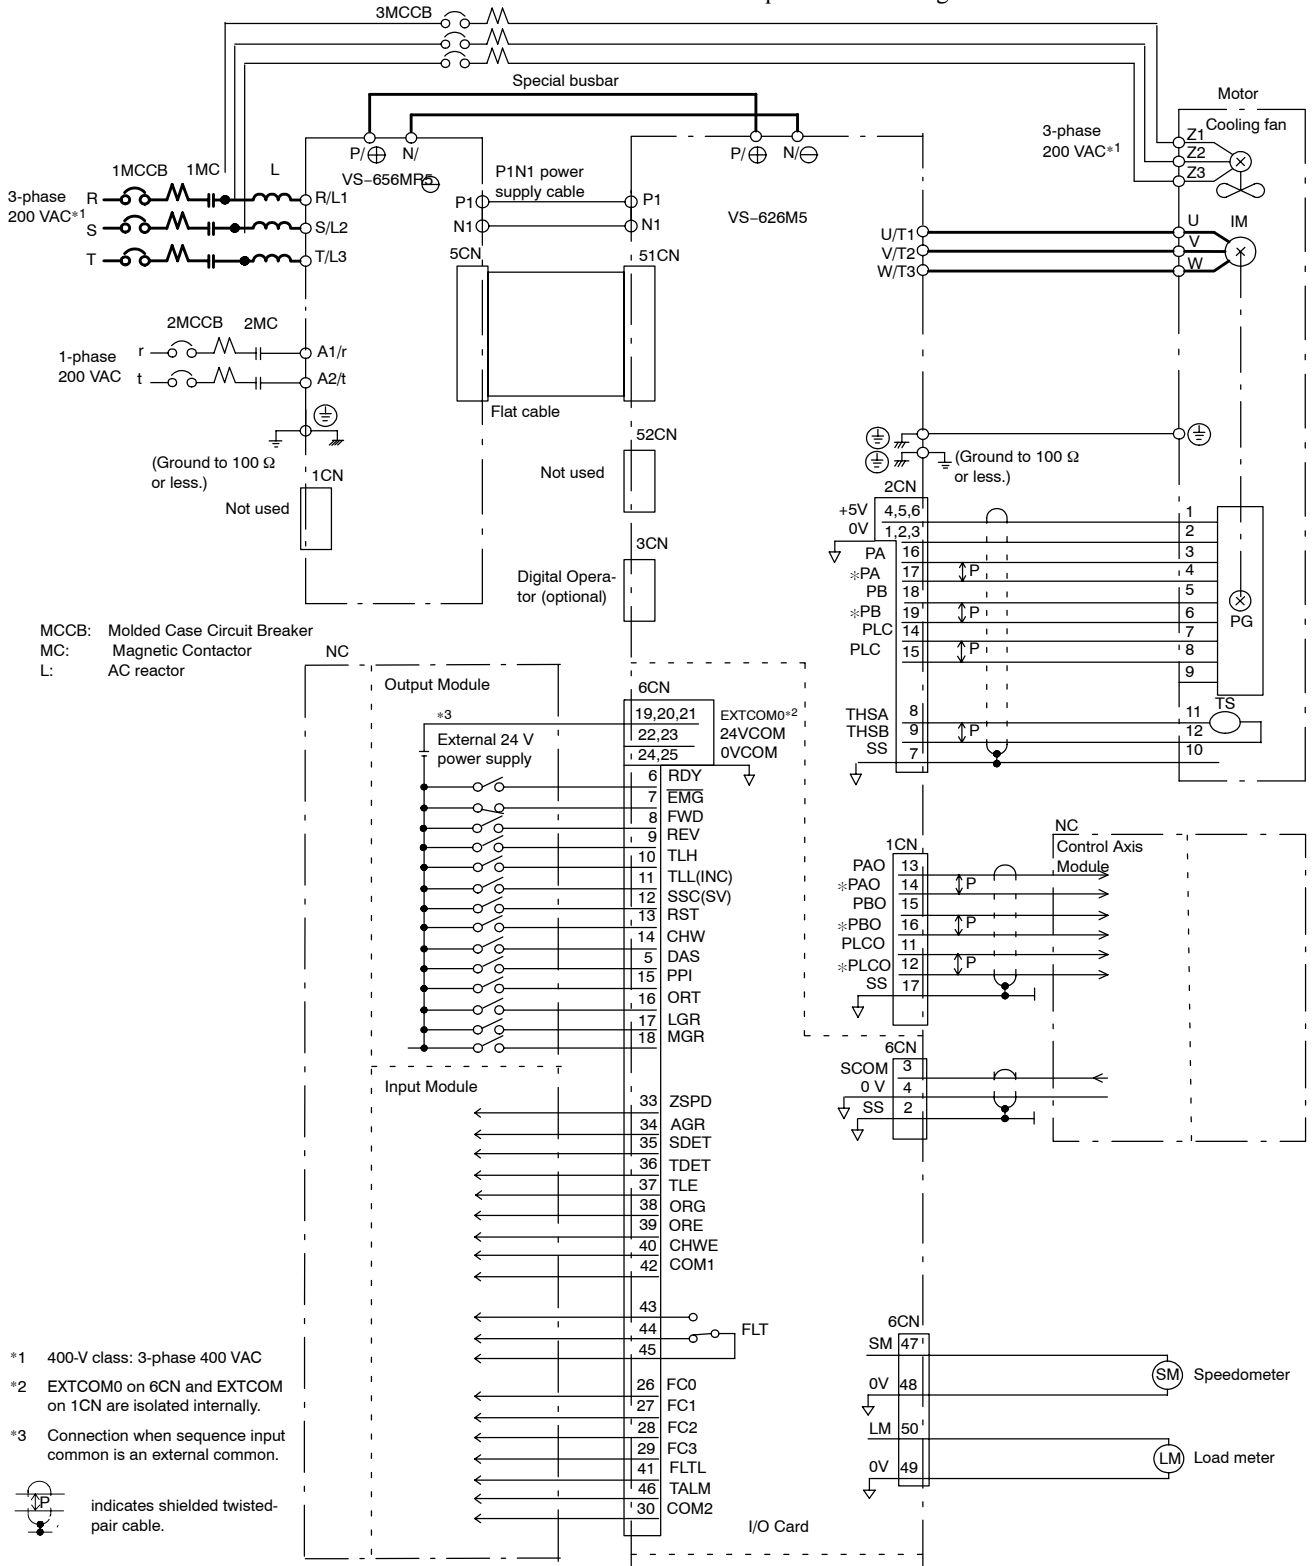 3MCCB
Special busbar
Motor
Cooling fan
3-phase
200 VAC*1
Z1
Z2
Z3
P/⊕ N/⊖
VS-656MR5
P/⊕ N/⊖
VS-626M5
1MCCB 1MC L
3-phase
200 VAC*1
R R/L1
S S/L2
T T/L3
P1N1 power
supply cable
P1 P1
N1 N1
5CN 51CN
Flat cable
U/T1 U IM
V/T2 V
W/T3 W
2MCCB 2MC
1-phase
200 VAC
r A1/r
t A2/t
(Ground to 100 Ω
or less.)
1CN
Not used
52CN
Not used
3CN
Digital Opera-
tor (optional)
(Ground to 100 Ω
or less.)
2CN
+5V 4,5,6 1
0V 1,2,3 2
PA 16 3
*PA 17 P 4
PB 18 5
*PB 19 P 6
PLC 14 7
PLC 15 P 8
9
PG
TS
THSA 8 11
THSB 9 P 12
SS 7 10
MCCB: Molded Case Circuit Breaker
MC: Magnetic Contactor
L: AC reactor
NC
Output Module
*3
External 24 V
power supply
6CN
19,20,21 EXTCOM0*2
22,23 24VCOM
24,25 0VCOM
6 RDY
7 EMG
8 FWD
9 REV
10 TLH
11 TLL(INC)
12 SSC(SV)
13 RST
14 CHW
5 DAS
15 PPI
16 ORT
17 LGR
18 MGR
Input Module
33 ZSPD
34 AGR
35 SDET
36 TDET
37 TLE
38 ORG
39 ORE
40 CHWE
42 COM1
43
44 FLT
45
26 FC0
27 FC1
28 FC2
29 FC3
41 FLTL
46 TALM
30 COM2
I/O Card
NC
Control Axis
Module
1CN
PAO 13
*PAO 14 P
PBO 15
*PBO 16 P
PLCO 11
*PLCO 12 P
SS 17
6CN
SCOM 3
0 V 4
SS 2
6CN
SM 47
SM Speedometer
0V 48
LM 50
LM Load meter
0V 49
*1 400-V class: 3-phase 400 VAC
*2 EXTCOM0 on 6CN and EXTCOM
on 1CN are isolated internally.
*3 Connection when sequence input
common is an external common.
P
indicates shielded twisted-
pair cable.